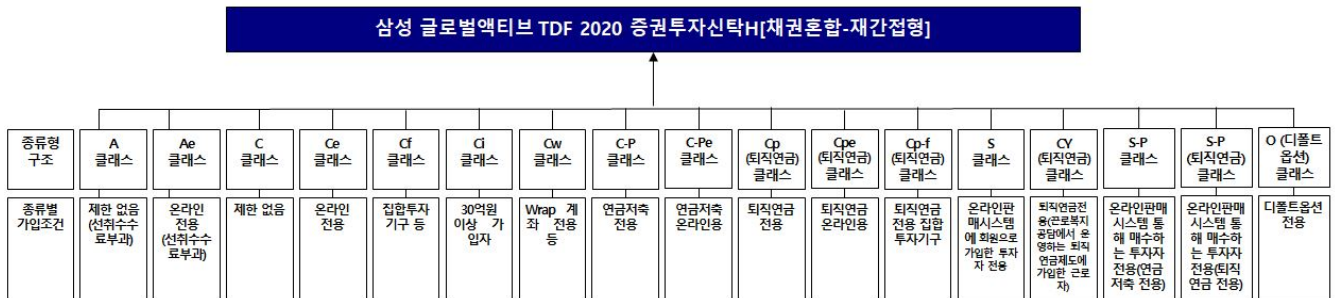 삼성 글로벌액티브 TDF 2020 증권투자신탁H[채권혼합-재간접형]
종류형
구조
A
클래스
Ae
클래스
C
클래스
Ce
클래스
Cf
클래스
Ci
클래스
Cw
클래스
C-P
클래스
C-Pe
클래스
Cp
(퇴직연금)
클래스
Cpe
(퇴직연금)
클래스
Cp-f
(퇴직연금)
클래스
S
클래스
CY
(퇴직연금)
클래스
S-P
클래스
S-P
(퇴직연금)
클래스
O (디폴트
옵션)
클래스
종류별
가입조건
제한 없음
(선취수수
료부과)
온라인
전용
(선취수수
료부과)
제한 없음
온라인
전용
집합투자
기구 등
30억원
이상 가
입자
Wrap 계
좌 전용
등
연금저축
전용
연금저축
온라인용
퇴직연금
전용
퇴직연금
온라인용
퇴직연금
전용 집합
투자기구
온라인판
매시스템
에 회원으로
가입한 투자
자 전용
퇴직연금전
용(근로복지
공담에서 운
영하는 퇴직
연금제도에
가입한 근로
자)
온라인판매
시스템 통
해 매수하
는 투자자
전용(연금
저축 전용)
온라인판매
시스템 통
해 매수하
는 투자자
전용(퇴직
연금 전용)
디폴트옵션
전용